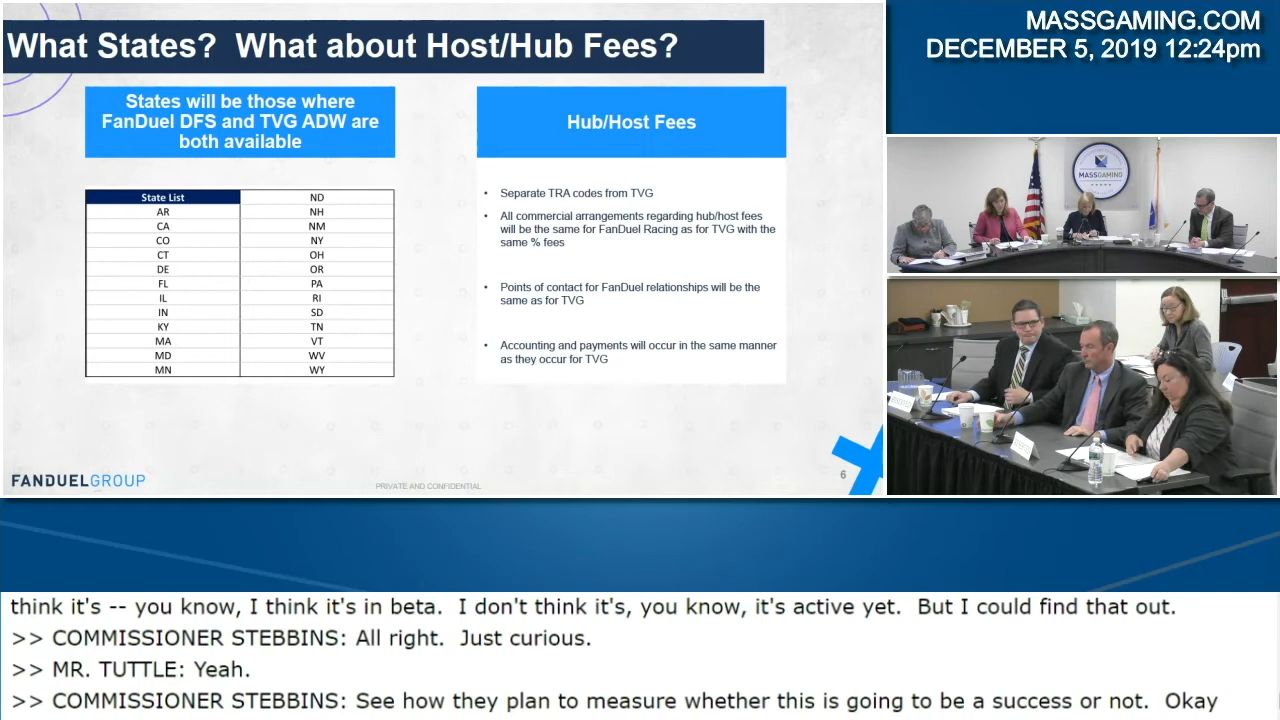 What States? What about Host/Hub Fees?
States will be those where
FanDuel DFS and TVG ADW are
both available
State List
ND
AR
NH
CA
NM
CO
NY
CT
OH
DE
OR
FL
PA
IL
RI
IN
SD
KY
TN
MA
VT
MD
WV
MN
WY
Hub/Host Fees
• Separate TRA codes from TVG
• All commercial arrangements regarding hub/host fees
will be the same for FanDuel Racing as for TVG with the
same % fees
• Points of contact for FanDuel relationships will be the
same as for TVG
• Accounting and payments will occur in the same manner
as they occur for TVG
FANDUELGROUP
PRIVATE AND CONFIDENTIAL
6
MASSGAMING.COM
DECEMBER 5, 2019 12:24pm
MASSGAMING
think it's -- you know, I think it's in beta.  I don't think it's, you know, it's active yet.  But I could find that out.
>> COMMISSIONER STEBBINS: All right.  Just curious.
>> MR. TUTTLE: Yeah.
>> COMMISSIONER STEBBINS: See how they plan to measure whether this is going to be a success or not.  Okay